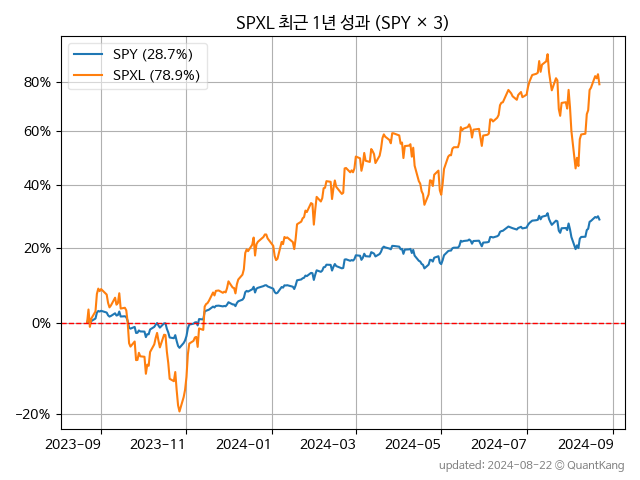 SPXL 최근 1년 성과 (SPY × 3)
SPY (28.7%)
SPXL (78.9%)
80%
60%
40%
20%
0%
−20%
2023-09 2023-11 2024-01 2024-03 2024-05 2024-07 2024-09
updated: 2024-08-22 © QuantKang